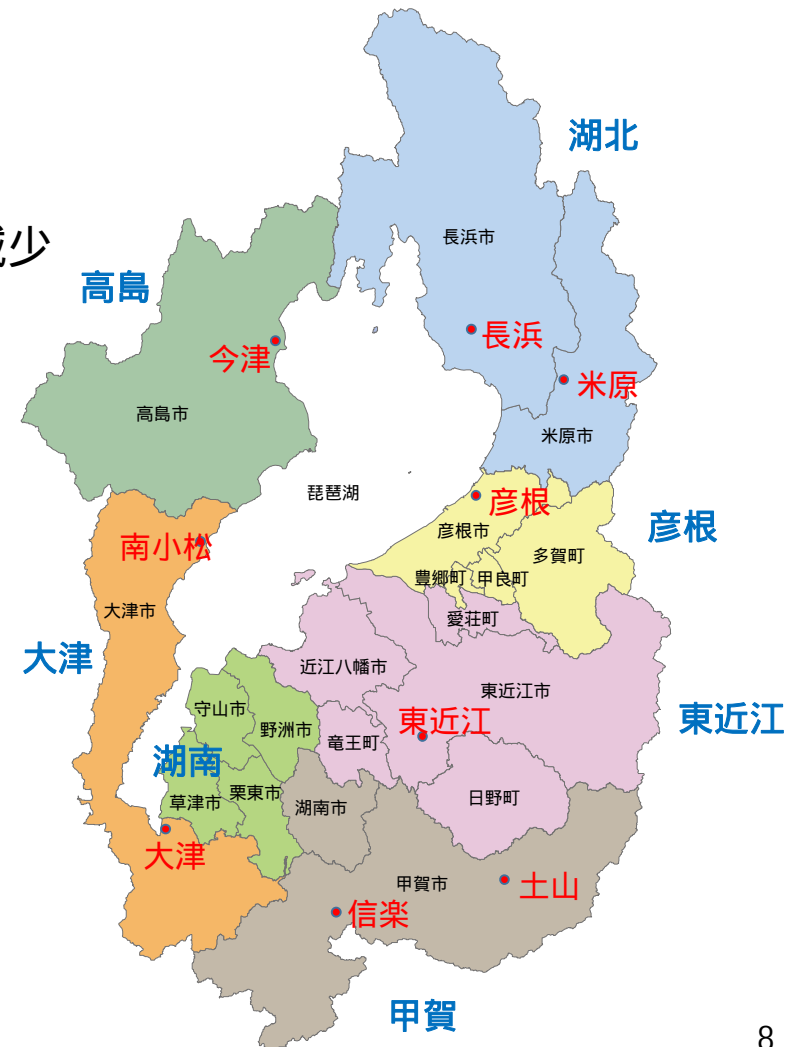 湖北
減少
長浜市
高島
長浜
今津
米原
高島市
米原市
琵琶湖
彦根
彦根市
彦根
南小松
多賀町
豊郷町
甲良町
大津市
愛荘町
大津
近江八幡市
東近江市
守山市
東近江
東近江
野洲市
竜王町
湖南
栗東市
日野町
草津市
湖南市
大津
甲賀市
土山
信楽
甲賀
8